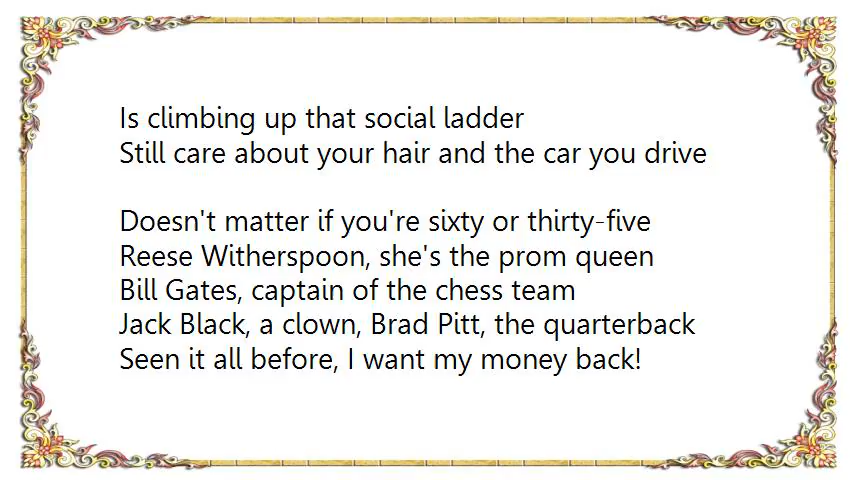 Is climbing up that social ladder
Still care about your hair and the car you drive
Doesn't matter if you're sixty or thirty-five
Reese Witherspoon, she's the prom queen
Bill Gates, captain of the chess team
Jack Black, a clown, Brad Pitt, the quarterback
Seen it all before, I want my money back!